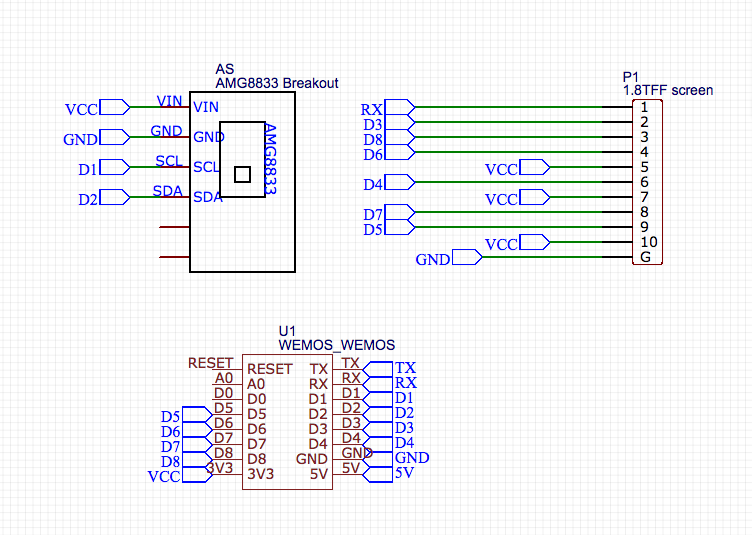 AS
AMG8833 Breakout
VCC VIN VIN
GND GND GND
D1 SCL SCL
D2 SDA SDA
AMG8833
P1
1.8TFF screen
RX 1
D3 2
D8 3
D6 4
VCC 5
D4 6
VCC 7
D7 8
D5 9
VCC 10
GND G
U1
WEMOS_WEMOS
RESET RESET TX TX TX
A0 A0 RX RX RX
D0 D0 D1 D1 D1
D5 D5 D5 D2 D2 D2
D6 D6 D6 D3 D3 D3
D7 D7 D7 D4 D4 D4
D8 D8 D8 GND GND GND
VCC 3V3 3V3 5V 5V 5V